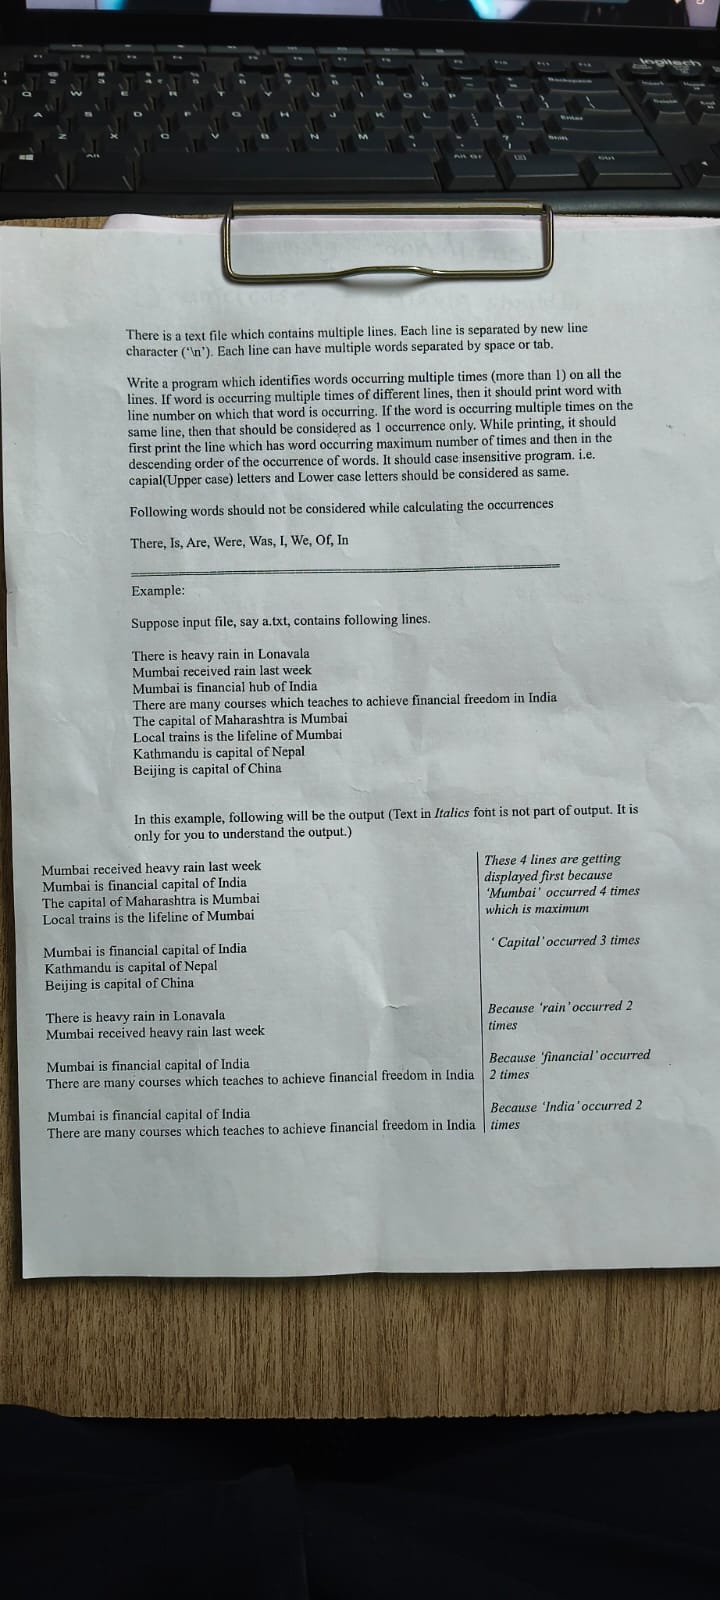 logitech
Backspace
Enter
Shift
Alt Gr
Alt
There is a text file which contains multiple lines. Each line is separated by new line
character ('\n'). Each line can have multiple words separated by space or tab.
Write a program which identifies words occurring multiple times (more than 1) on all the
lines. If word is occurring multiple times of different lines, then it should print word with
line number on which that word is occurring. If the word is occurring multiple times on the
same line, then that should be considered as 1 occurrence only. While printing, it should
first print the line which has word occurring maximum number of times and then in the
descending order of the occurrence of words. It should case insensitive program. i.e.
capial(Upper case) letters and Lower case letters should be considered as same.
Following words should not be considered while calculating the occurrences
There, Is, Are, Were, Was, I, We, Of, In
Example:
Suppose input file, say a.txt, contains following lines.
There is heavy rain in Lonavala
Mumbai received rain last week
Mumbai is financial hub of India
There are many courses which teaches to achieve financial freedom in India
The capital of Maharashtra is Mumbai
Local trains is the lifeline of Mumbai
Kathmandu is capital of Nepal
Beijing is capital of China
In this example, following will be the output (Text in Italics font is not part of output. It is
only for you to understand the output.)
Mumbai received heavy rain last week
Mumbai is financial capital of India
The capital of Maharashtra is Mumbai
Local trains is the lifeline of Mumbai
These 4 lines are getting
displayed first because
'Mumbai' occurred 4 times
which is maximum
Mumbai is financial capital of India
Kathmandu is capital of Nepal
Beijing is capital of China
' Capital' occurred 3 times
There is heavy rain in Lonavala
Mumbai received heavy rain last week
Because 'rain' occurred 2
times
Mumbai is financial capital of India
There are many courses which teaches to achieve financial freedom in India
Because 'financial' occurred
2 times
Mumbai is financial capital of India
There are many courses which teaches to achieve financial freedom in India
Because 'India' occurred 2
times